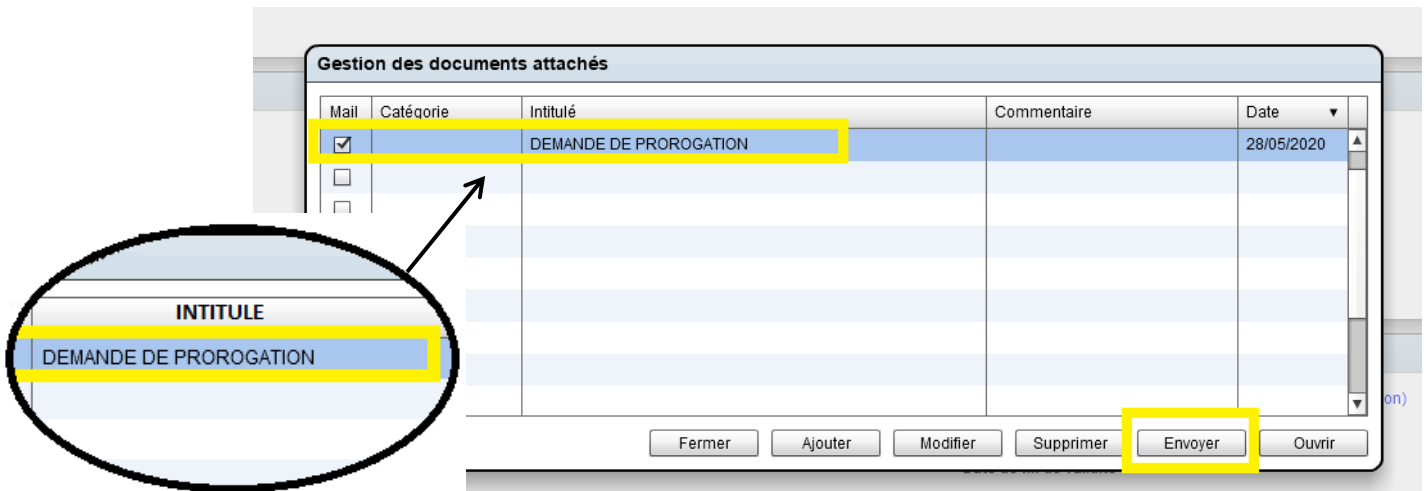 Gestion des documents attachés
Mail Catégorie Intitulé Commentaire Date
DEMANDE DE PROROGATION 28/05/2020
INTITULE
DEMANDE DE PROROGATION
on)
Fermer Ajouter Modifier Supprimer Envoyer Ouvrir